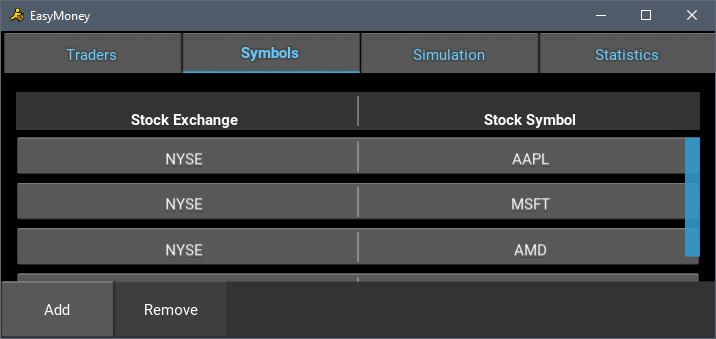 EasyMoney
Traders Symbols Simulation Statistics
Stock Exchange Stock Symbol
NYSE AAPL
NYSE MSFT
NYSE AMD
Add Remove